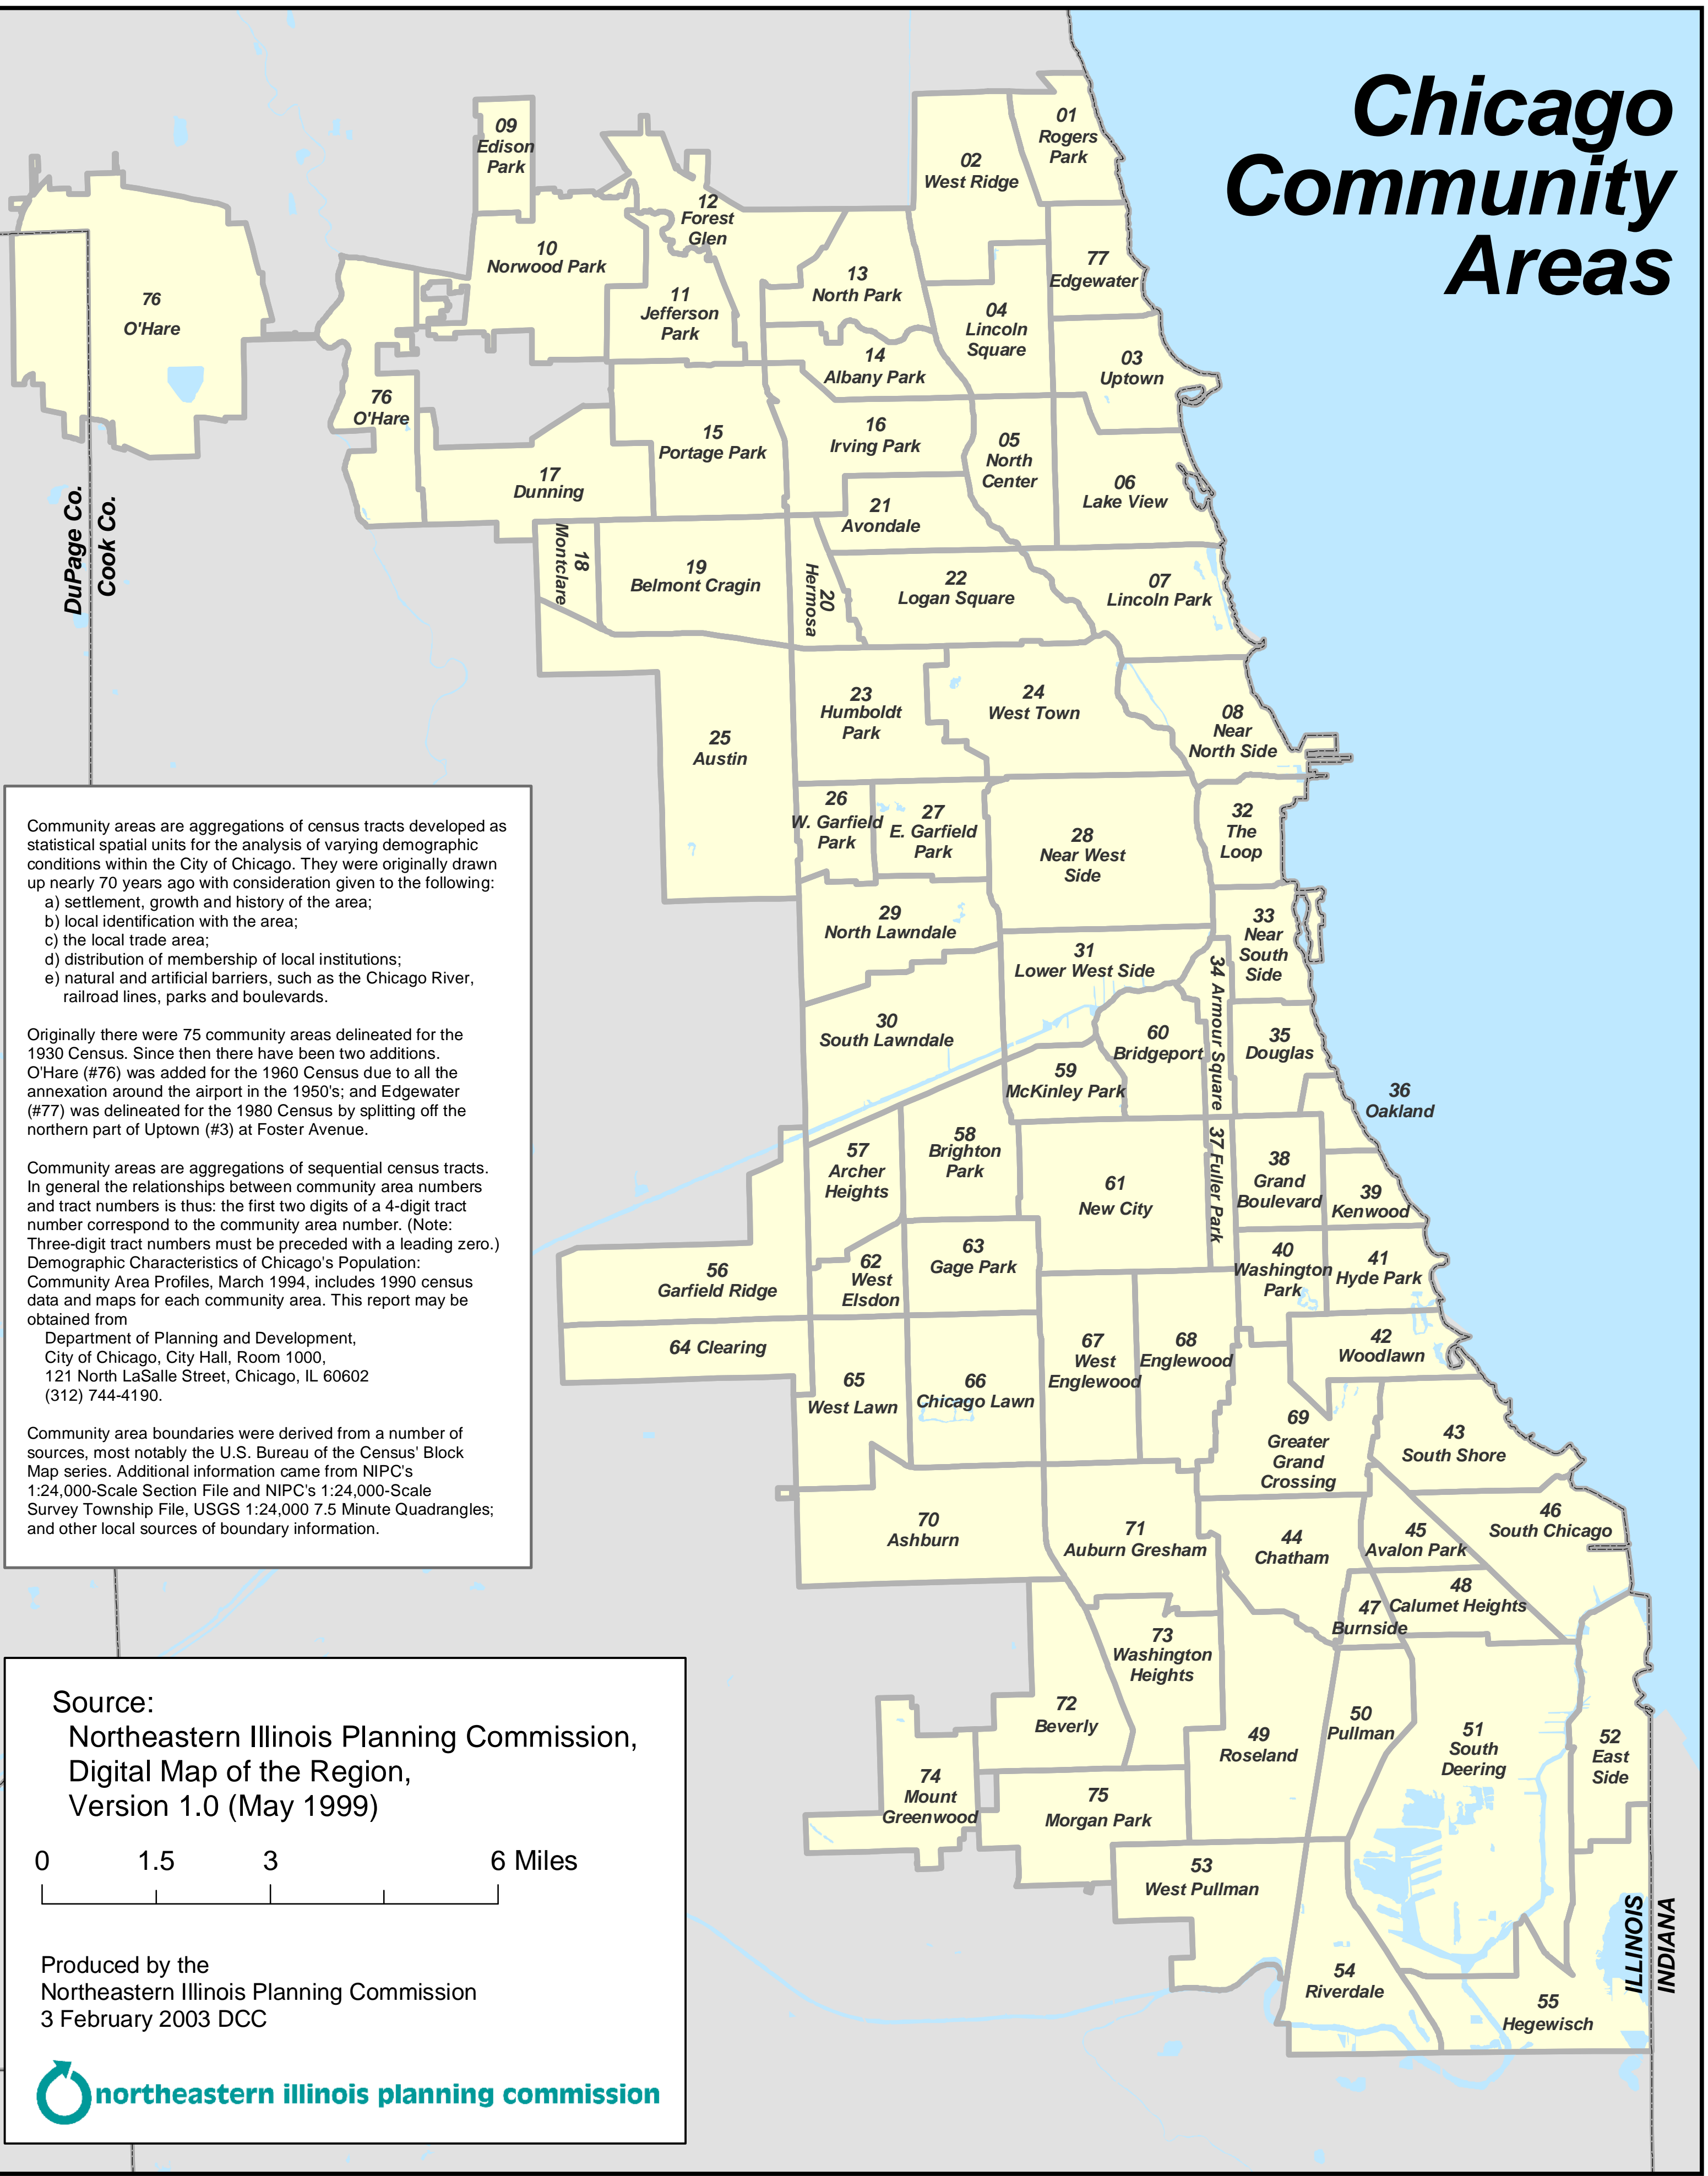 Chicago
Community
Areas
01
Rogers
Park
02
West Ridge
09
Edison
Park
12
Forest
Glen
10
Norwood Park
77
Edgewater
13
North Park
11
Jefferson
Park
76
O'Hare
04
Lincoln
Square
03
Uptown
14
Albany Park
76
O'Hare
15
Portage Park
16
Irving Park
05
North
Center
06
Lake View
17
Dunning
21
Avondale
18
Montclare
19
Belmont Cragin
20
Hermosa
22
Logan Square
07
Lincoln Park
DuPage Co.
Cook Co.
23
Humboldt
Park
24
West Town
08
Near
North Side
25
Austin
26
W. Garfield
Park
27
E. Garfield
Park
28
Near West
Side
32
The
Loop
29
North Lawndale
33
Near
South
Side
31
Lower West Side
34 Armour Square
30
South Lawndale
60
Bridgeport
35
Douglas
59
McKinley Park
36
Oakland
57
Archer
Heights
58
Brighton
Park
61
New City
37 Fuller Park
38
Grand
Boulevard
39
Kenwood
56
Garfield Ridge
62
West
Elsdon
63
Gage Park
40
Washington
Park
41
Hyde Park
64 Clearing
65
West Lawn
66
Chicago Lawn
67
West
Englewood
68
Englewood
42
Woodlawn
69
Greater
Grand
Crossing
43
South Shore
70
Ashburn
71
Auburn Gresham
44
Chatham
45
Avalon Park
46
South Chicago
47
Burnside
48
Calumet Heights
73
Washington
Heights
72
Beverly
49
Roseland
50
Pullman
51
South
Deering
52
East
Side
74
Mount
Greenwood
75
Morgan Park
53
West Pullman
54
Riverdale
55
Hegewisch
ILLINOIS
INDIANA
Community areas are aggregations of census tracts developed as
statistical spatial units for the analysis of varying demographic
conditions within the City of Chicago. They were originally drawn
up nearly 70 years ago with consideration given to the following:
a) settlement, growth and history of the area;
b) local identification with the area;
c) the local trade area;
d) distribution of membership of local institutions;
e) natural and artificial barriers, such as the Chicago River,
railroad lines, parks and boulevards.
Originally there were 75 community areas delineated for the
1930 Census. Since then there have been two additions.
O'Hare (#76) was added for the 1960 Census due to all the
annexation around the airport in the 1950's; and Edgewater
(#77) was delineated for the 1980 Census by splitting off the
northern part of Uptown (#3) at Foster Avenue.
Community areas are aggregations of sequential census tracts.
In general the relationships between community area numbers
and tract numbers is thus: the first two digits of a 4-digit tract
number correspond to the community area number. (Note:
Three-digit tract numbers must be preceded with a leading zero.)
Demographic Characteristics of Chicago's Population:
Community Area Profiles, March 1994, includes 1990 census
data and maps for each community area. This report may be
obtained from
Department of Planning and Development,
City of Chicago, City Hall, Room 1000,
121 North LaSalle Street, Chicago, IL 60602
(312) 744-4190.
Community area boundaries were derived from a number of
sources, most notably the U.S. Bureau of the Census' Block
Map series. Additional information came from NIPC's
1:24,000-Scale Section File and NIPC's 1:24,000-Scale
Survey Township File, USGS 1:24,000 7.5 Minute Quadrangles;
and other local sources of boundary information.
Source:
Northeastern Illinois Planning Commission,
Digital Map of the Region,
Version 1.0 (May 1999)
0 1.5 3 6 Miles
Produced by the
Northeastern Illinois Planning Commission
3 February 2003 DCC
northeastern illinois planning commission